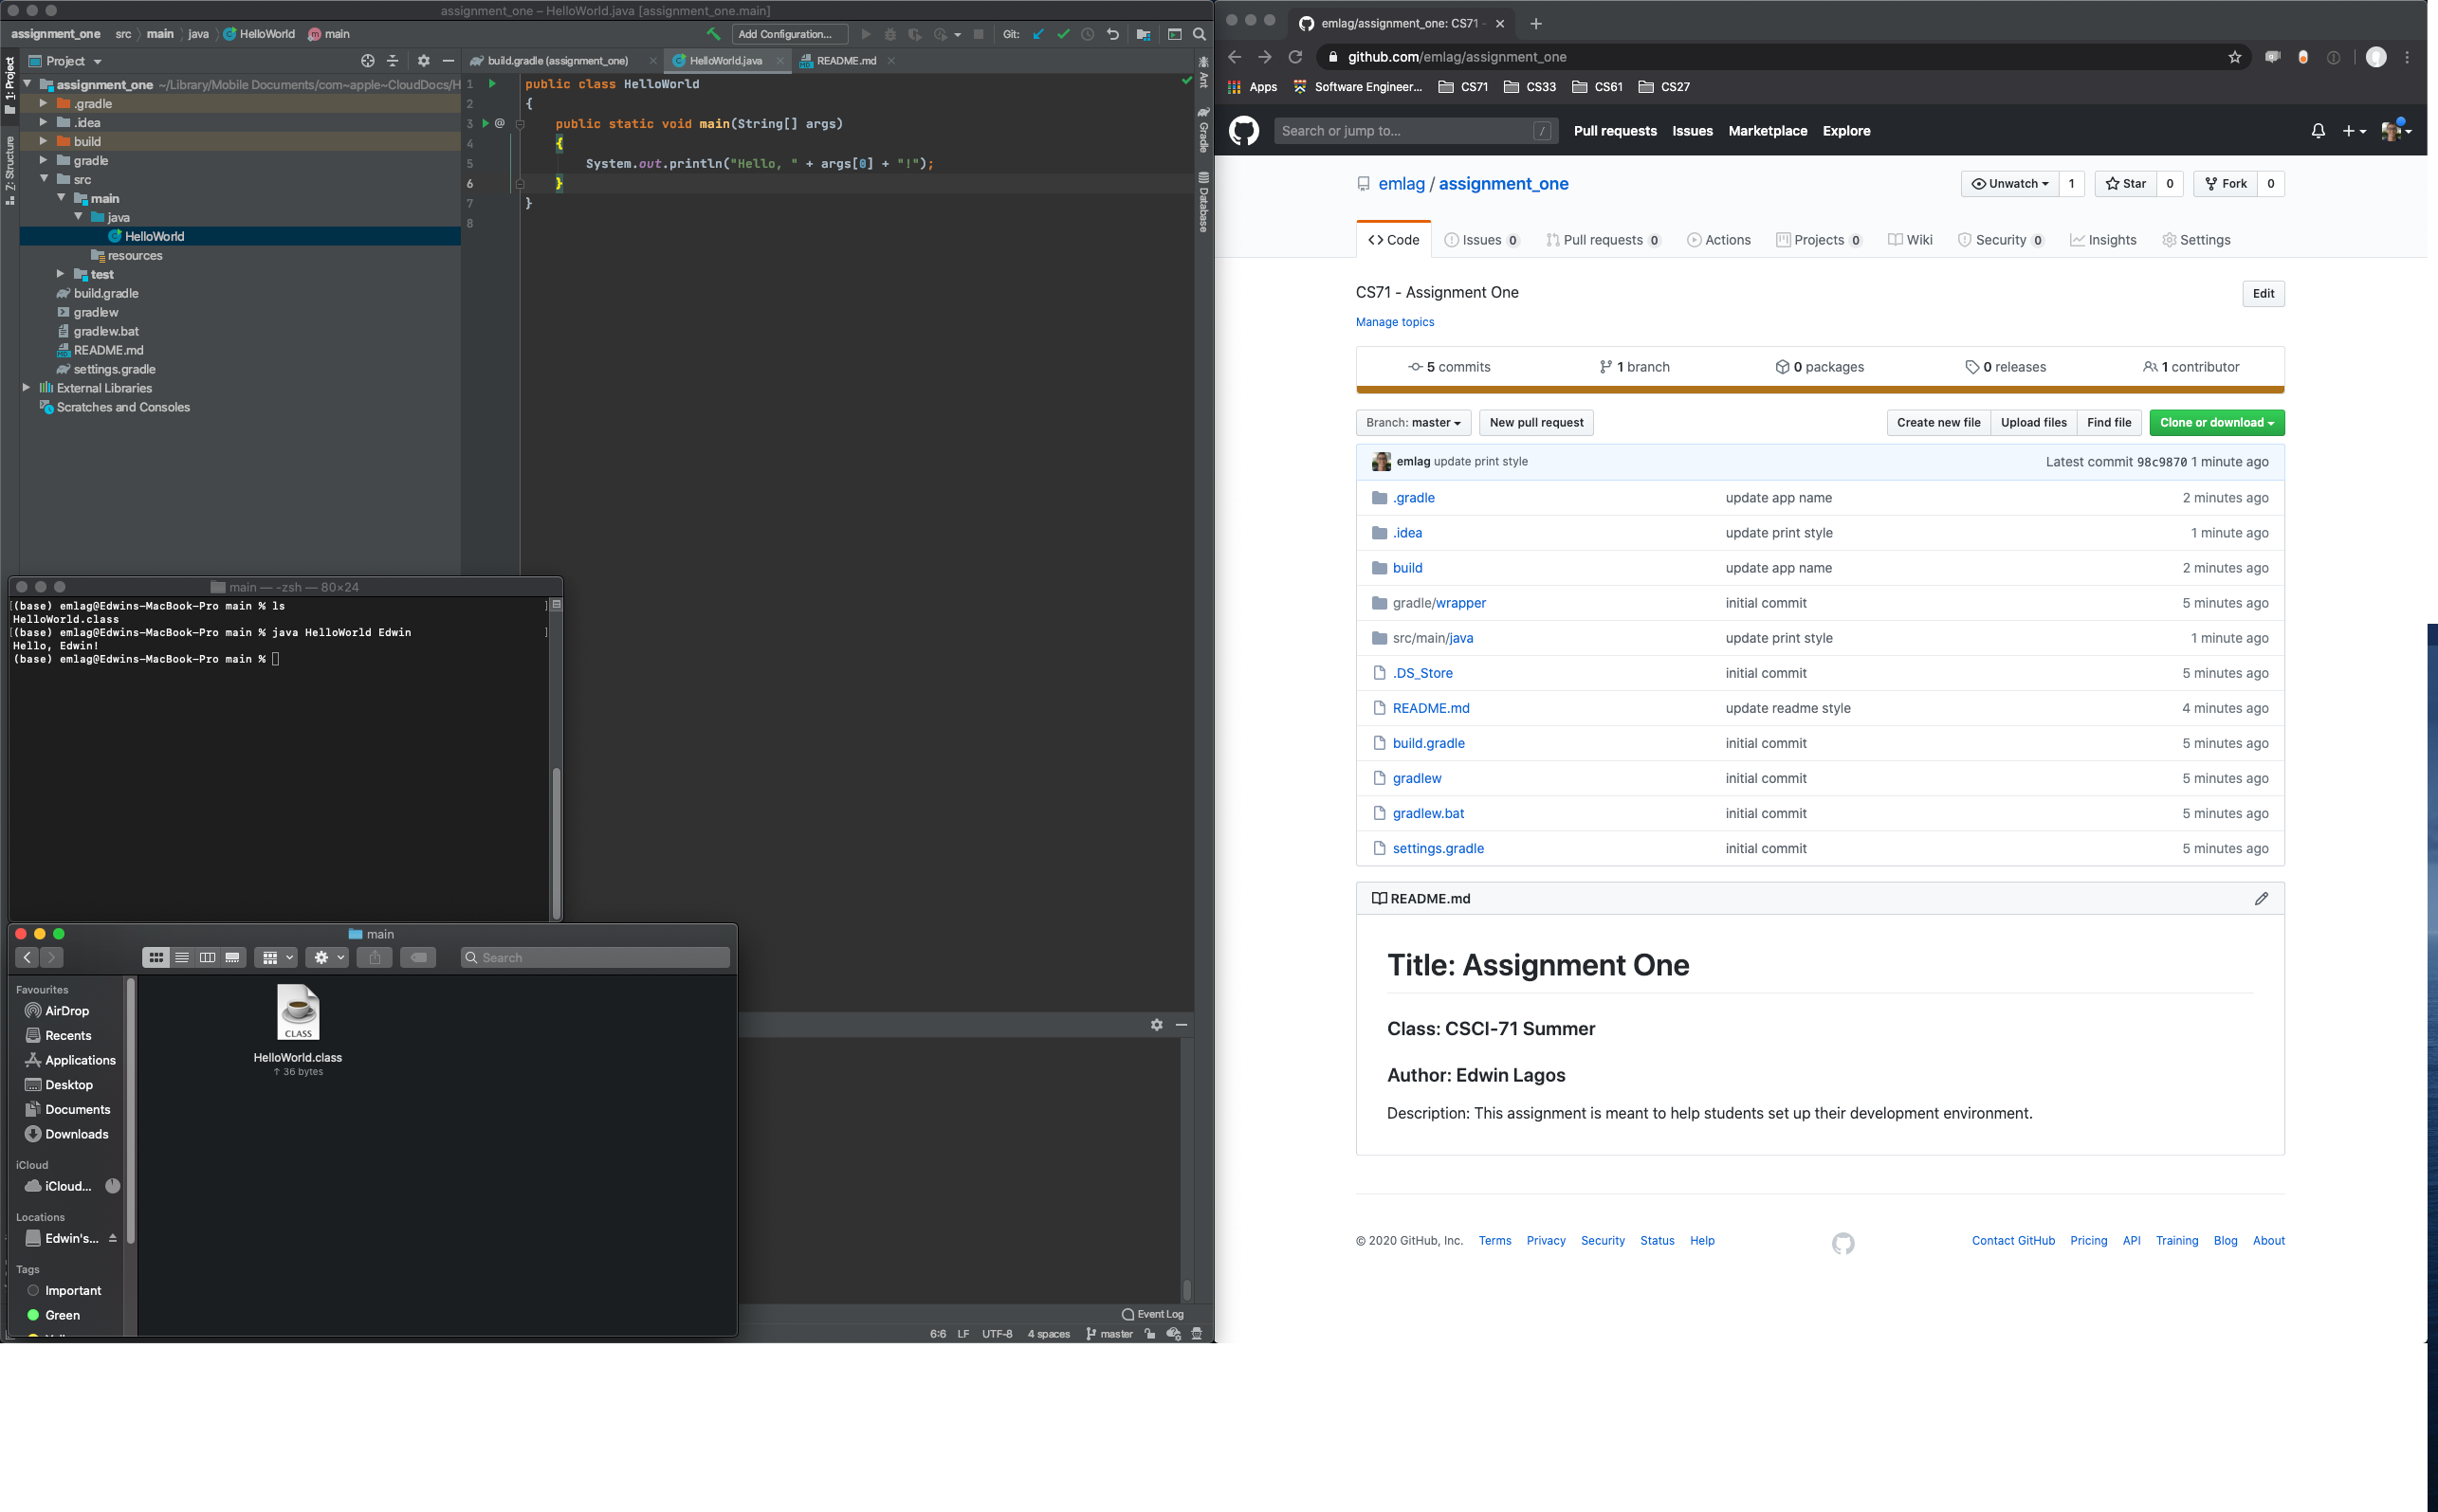 assignment_one – HelloWorld.java [assignment_one.main]
assignment_one src main java HelloWorld main
Add Configuration...
Git:
1: Project
Z: Structure
Project
assignment_one ~/Library/Mobile Documents/com~apple~CloudDocs/H
.gradle
.idea
build
gradle
src
main
java
HelloWorld
resources
test
build.gradle
gradlew
gradlew.bat
README.md
settings.gradle
External Libraries
Scratches and Consoles
build.gradle (assignment_one)
HelloWorld.java
README.md
1 public class HelloWorld
2 {
3 @ public static void main(String[] args)
4 {
5 System.out.println("Hello, " + args[0] + "!");
6 }
7 }
8
Ant
Gradle
Database
main — -zsh — 80×24
[(base) emlag@Edwins-MacBook-Pro main % ls ]
HelloWorld.class
[(base) emlag@Edwins-MacBook-Pro main % java HelloWorld Edwin ]
Hello, Edwin!
(base) emlag@Edwins-MacBook-Pro main %
main
Search
Favourites
AirDrop
Recents
Applications
Desktop
Documents
Downloads
iCloud
iCloud...
Locations
Edwin's...
Tags
Important
Green
CLASS
HelloWorld.class
↑ 36 bytes
Event Log
6:6 LF UTF-8 4 spaces master
emlag/assignment_one: CS71 -
github.com/emlag/assignment_one
Apps
Software Engineer...
CS71
CS33
CS61
CS27
Search or jump to... /
Pull requests Issues Marketplace Explore
emlag / assignment_one
Unwatch 1
Star 0
Fork 0
Code
Issues 0
Pull requests 0
Actions
Projects 0
Wiki
Security 0
Insights
Settings
CS71 - Assignment One
Edit
Manage topics
5 commits
1 branch
0 packages
0 releases
1 contributor
Branch: master
New pull request
Create new file
Upload files
Find file
Clone or download
emlag update print style Latest commit 98c9870 1 minute ago
.gradle update app name 2 minutes ago
.idea update print style 1 minute ago
build update app name 2 minutes ago
gradle/wrapper initial commit 5 minutes ago
src/main/java update print style 1 minute ago
.DS_Store initial commit 5 minutes ago
README.md update readme style 4 minutes ago
build.gradle initial commit 5 minutes ago
gradlew initial commit 5 minutes ago
gradlew.bat initial commit 5 minutes ago
settings.gradle initial commit 5 minutes ago
README.md
Title: Assignment One
Class: CSCI-71 Summer
Author: Edwin Lagos
Description: This assignment is meant to help students set up their development environment.
© 2020 GitHub, Inc. Terms Privacy Security Status Help
Contact GitHub Pricing API Training Blog About